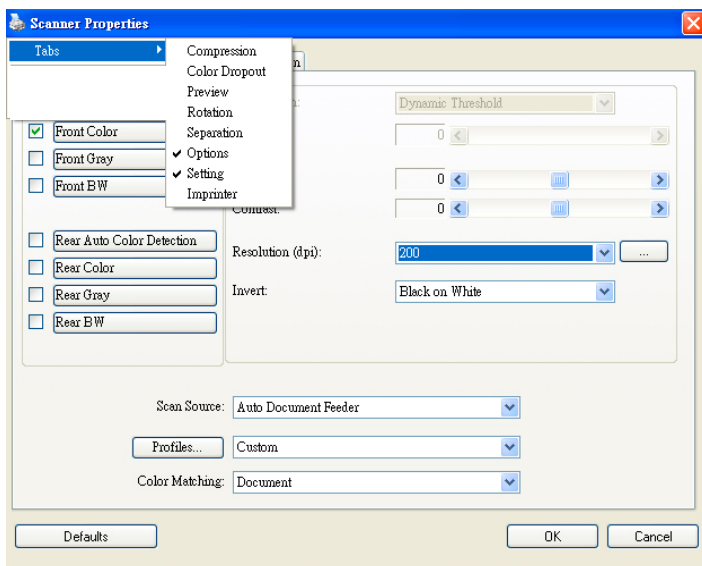 Scanner Properties
Tabs
Compression
Color Dropout
Preview
Rotation
Separation
Options
Setting
Imprinter
Dynamic Threshold
Front Color
0
Front Gray
Front BW
0
Contrast:
0
Rear Auto Color Detection
Resolution (dpi):
200
...
Rear Color
Rear Gray
Invert:
Black on White
Rear BW
Scan Source:
Auto Document Feeder
Profiles...
Custom
Color Matching:
Document
Defaults
OK
Cancel